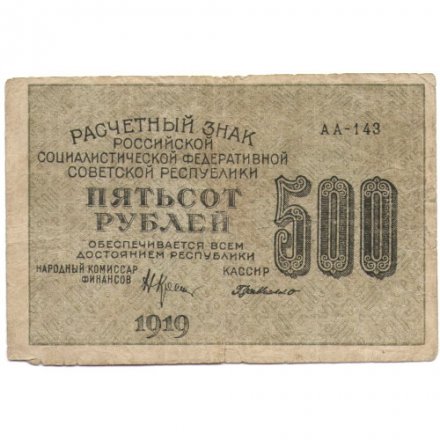 РАСЧЕТНЫЙ ЗНАК
РОССИЙСКОЙ
СОЦИАЛИСТИЧЕСКОЙ ФЕДЕРАТИВНОЙ
СОВЕТСКОЙ РЕСПУБЛИКИ
ПЯТЬСОТ
РУБЛЕЙ
ОБЕСПЕЧИВАЕТСЯ ВСЕМ
ДОСТОЯНИЕМ РЕСПУБЛИКИ
НАРОДНЫЙ КОМИССАР
ФИНАНСОВ
КАССИР
1919
АА-143
500